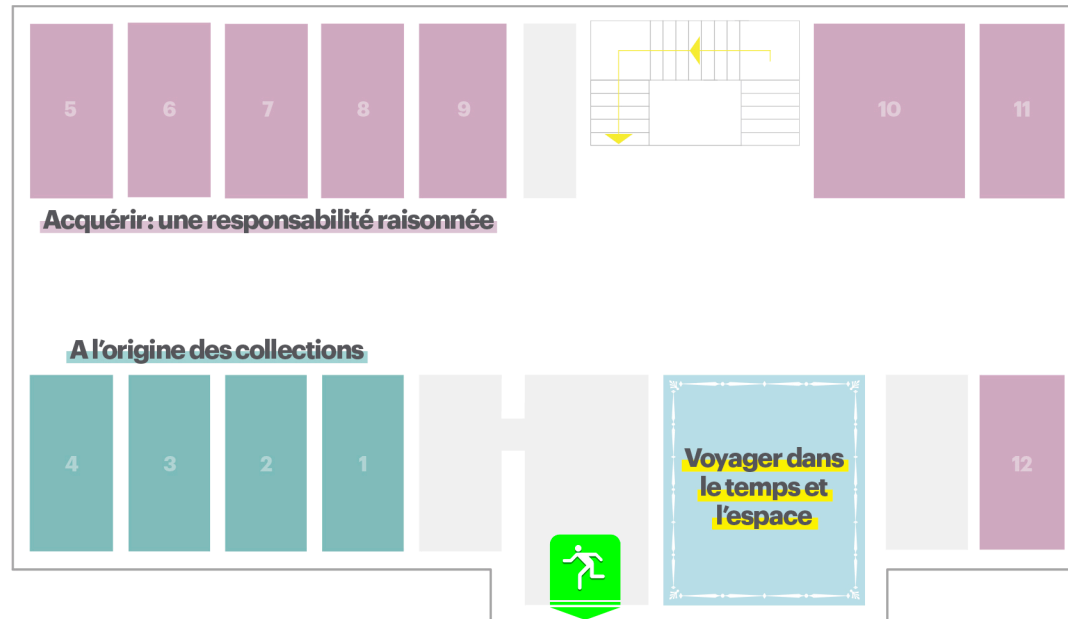 5 6 7 8 9 10 11
Acquérir : une responsabilité raisonnée
A l’origine des collections
4 3 2 1 12
Voyager dans
le temps et
l’espace